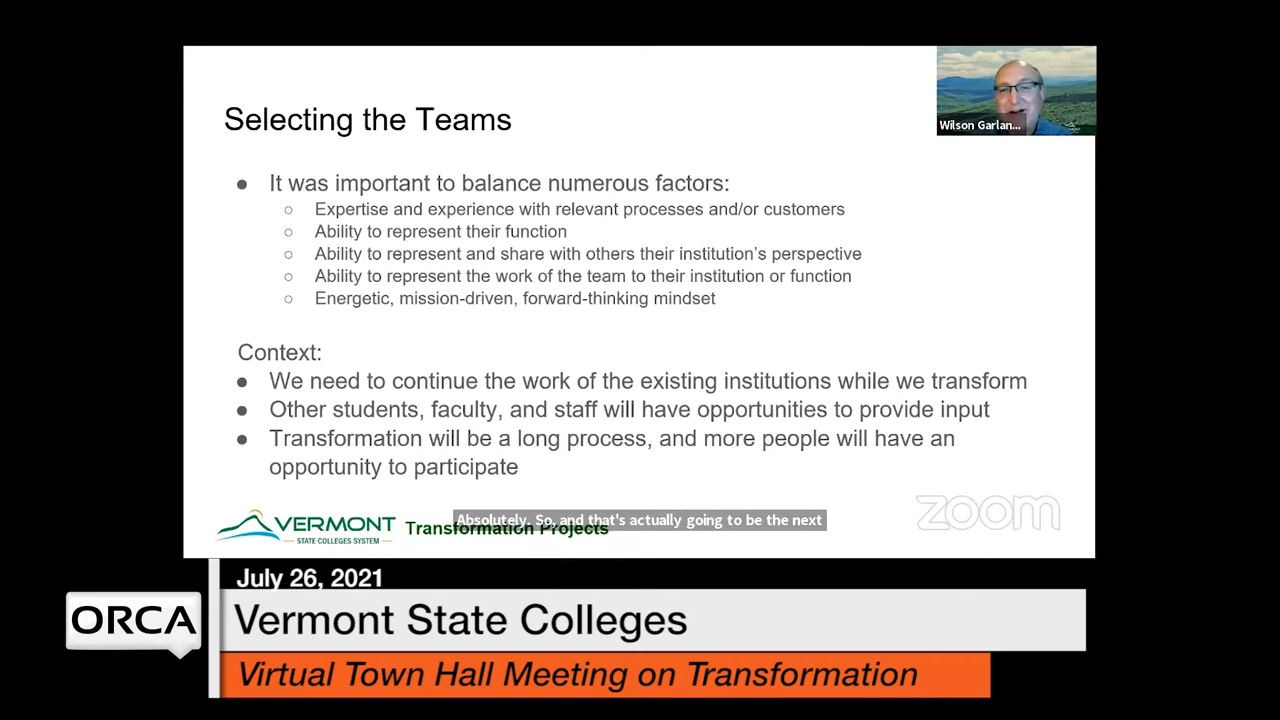 Selecting the Teams
Wilson Garlan...
● It was important to balance numerous factors:
○ Expertise and experience with relevant processes and/or customers
○ Ability to represent their function
○ Ability to represent and share with others their institution's perspective
○ Ability to represent the work of the team to their institution or function
○ Energetic, mission-driven, forward-thinking mindset
Context:
● We need to continue the work of the existing institutions while we transform
● Other students, faculty, and staff will have opportunities to provide input
● Transformation will be a long process, and more people will have an
opportunity to participate
zoom
VERMONT
STATE COLLEGES SYSTEM
Transformation Projects
Absolutely. So, and that's actually going to be the next
July 26, 2021
ORCA
Vermont State Colleges
Virtual Town Hall Meeting on Transformation